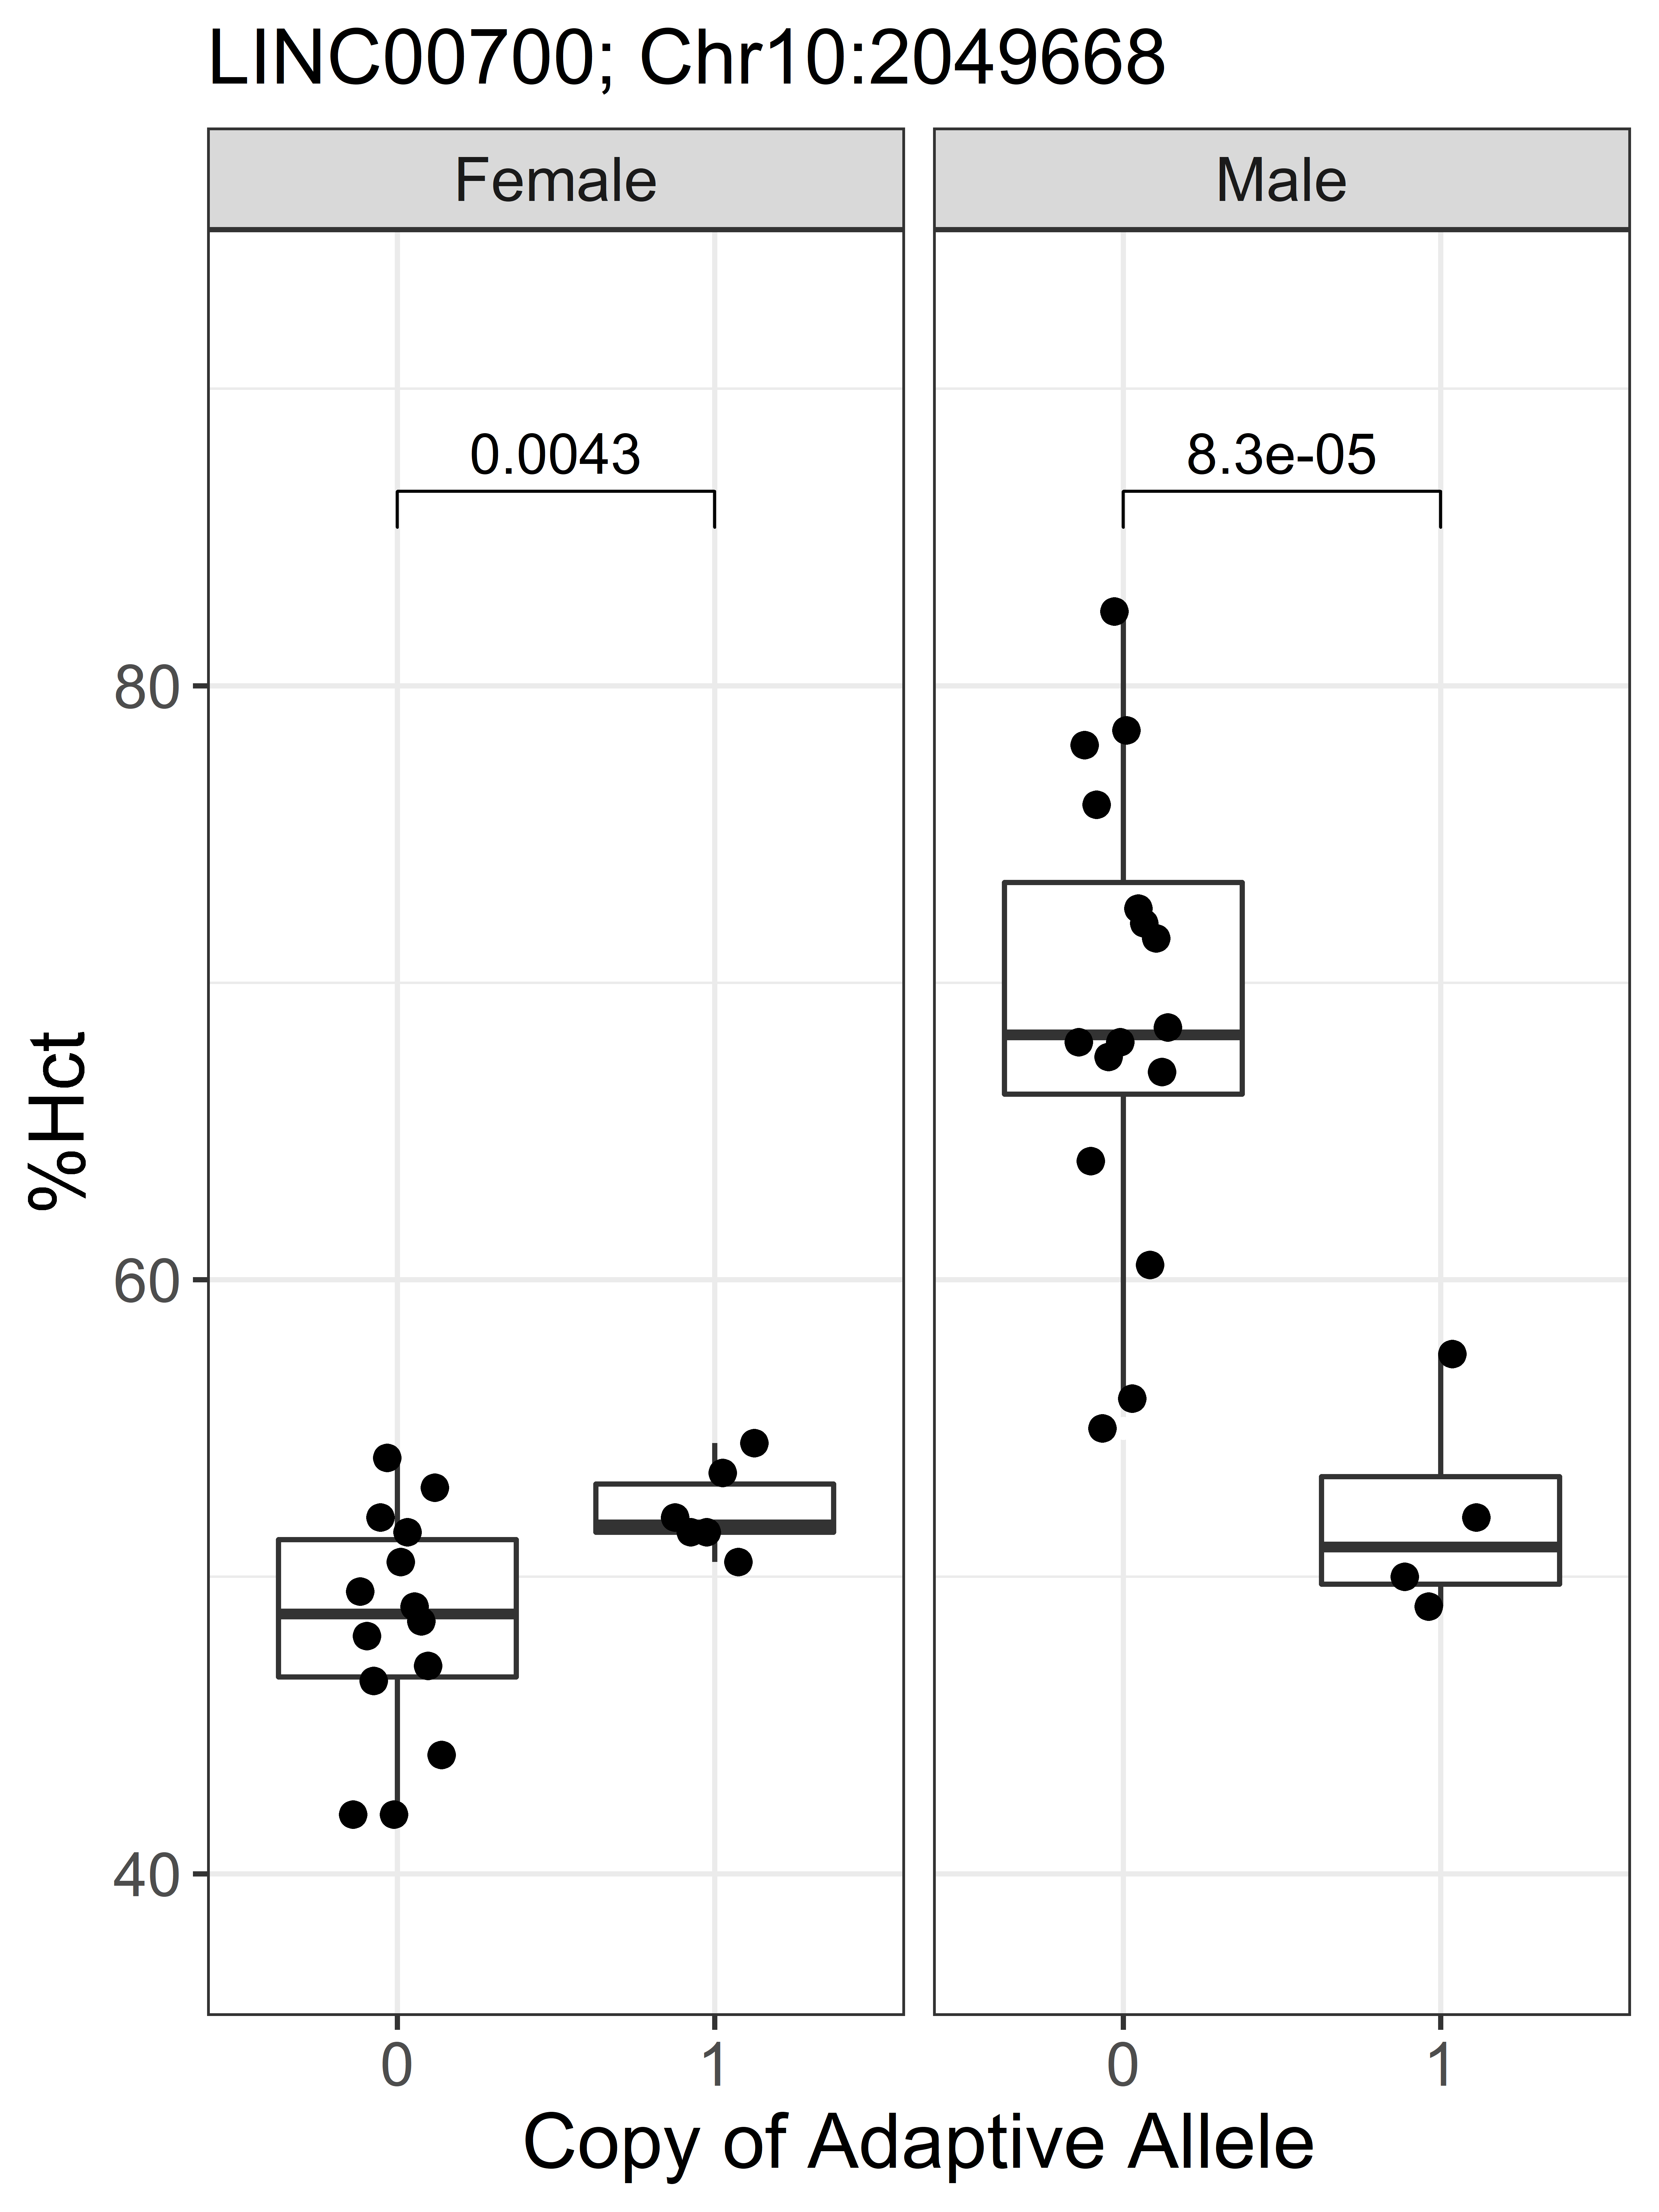 LINC00700; Chr10:2049668
Female
Male
0.0043
8.3e-05
80
60
40
%Hct
0
1
0
1
Copy of Adaptive Allele